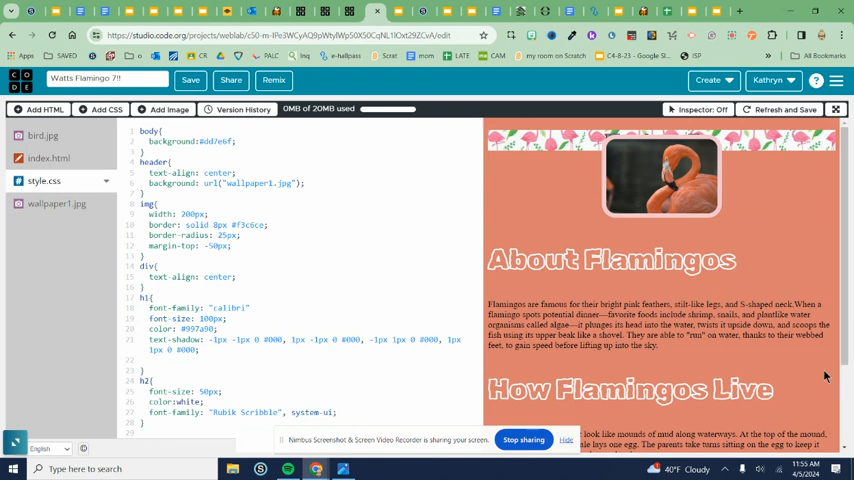 studio.code.org/projects/weblab/c50-m-IPe3WCyAQ9pWtylWp50X50CqNL1IOxt29ZCvA/edit
Apps
SAVED
CR
PALC
Inq
e-hallpass
Scrat
mom
LATE
CAM
my room on Scratch
C4-8-23
ISP
All Bookmarks
C O
D E
Watts Flamingo 7!!
Save
Share
Remix
Create
Kathryn
Add HTML
Add CSS
Add Image
Version History
0MB of 20MB used
Inspector: Off
Refresh and Save
bird.jpg
index.html
style.css
wallpaper1.jpg
1 body{
2 background:#dd7e6f;
3 }
4 header{
5 text-align: center;
6 background: url("wallpaper1.jpg");
7 }
8 img{
9 width: 200px;
10 border: solid 8px #f3c6ce;
11 border-radius: 25px;
12 margin-top: -50px;
13 }
14 div{
15 text-align: center;
16 }
17 h1{
18 font-family: "calibri"
19 font-size: 100px;
20 color: #997a90;
21 text-shadow: -1px -1px 0 #000, 1px -1px 0 #000, -1px 1px 0 #000, 1px
1px 0 #000;
22
23 }
24 h2{
25 font-size: 50px;
26 color:white;
27 font-family: "Rubik Scribble", system-ui;
28 }
29
About Flamingos
Flamingos are famous for their bright pink feathers, stilt-like legs, and S-shaped neck.When a
flamingo spots potential dinner—favorite foods include shrimp, snails, and plantlike water
organisms called algae—it plunges its head into the water, twists it upside down, and scoops the
fish using its upper beak like a shovel. They are able to "run" on water, thanks to their webbed
feet, to gain speed before lifting up into the sky.
How Flamingos Live
look like mounds of mud along waterways. At the top of the mound,
ale lays one egg. The parents take turns sitting on the egg to keep it
Nimbus Screenshot & Screen Video Recorder is sharing your screen.
Stop sharing
Hide
English
Type here to search
40°F Cloudy
11:55 AM
4/5/2024